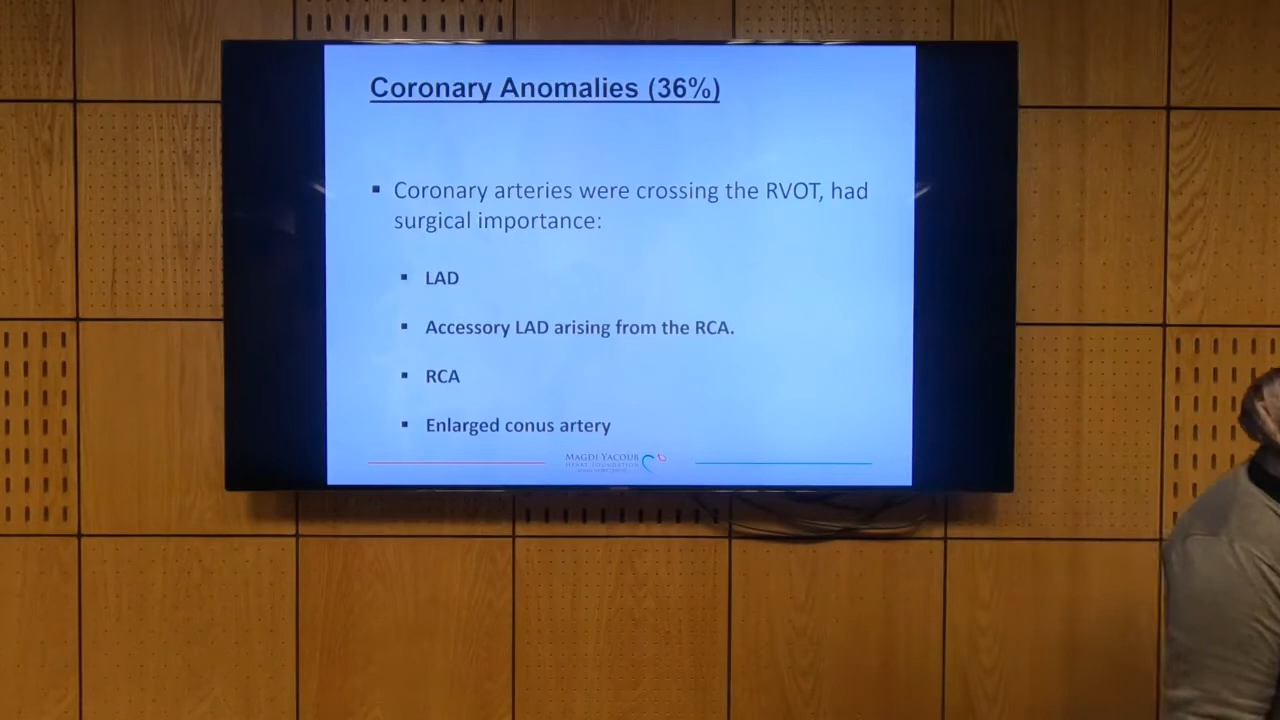 Coronary Anomalies (36%)
▪ Coronary arteries were crossing the RVOT, had
surgical importance:
▪ LAD
▪ Accessory LAD arising from the RCA.
▪ RCA
▪ Enlarged conus artery
MAGDI YACOUB
HEART FOUNDATION